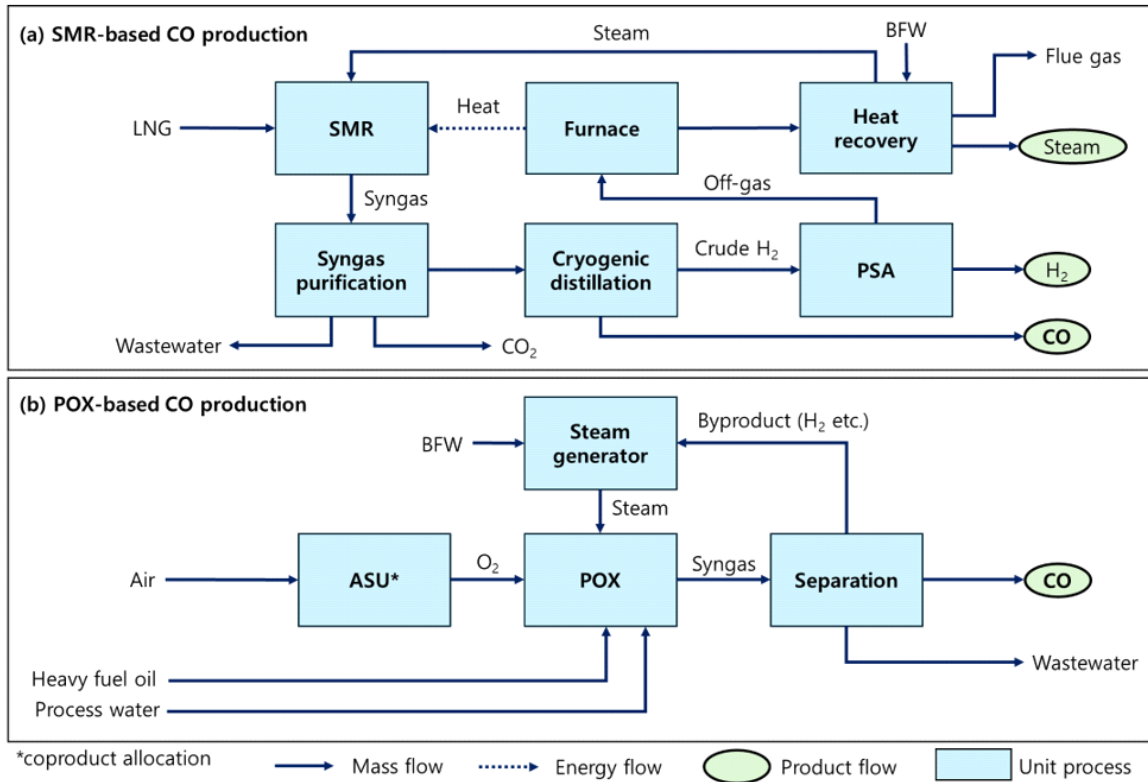 (a) SMR-based CO production
Steam
BFW
Flue gas
LNG
SMR
Heat
Furnace
Heat
recovery
Steam
Syngas
Off-gas
Syngas
purification
Cryogenic
distillation
Crude H₂
PSA
H₂
Wastewater
CO₂
CO
(b) POX-based CO production
BFW
Steam
generator
Byproduct (H₂ etc.)
Steam
Air
ASU*
O₂
POX
Syngas
Separation
CO
Heavy fuel oil
Wastewater
Process water
*coproduct allocation
Mass flow
Energy flow
Product flow
Unit process